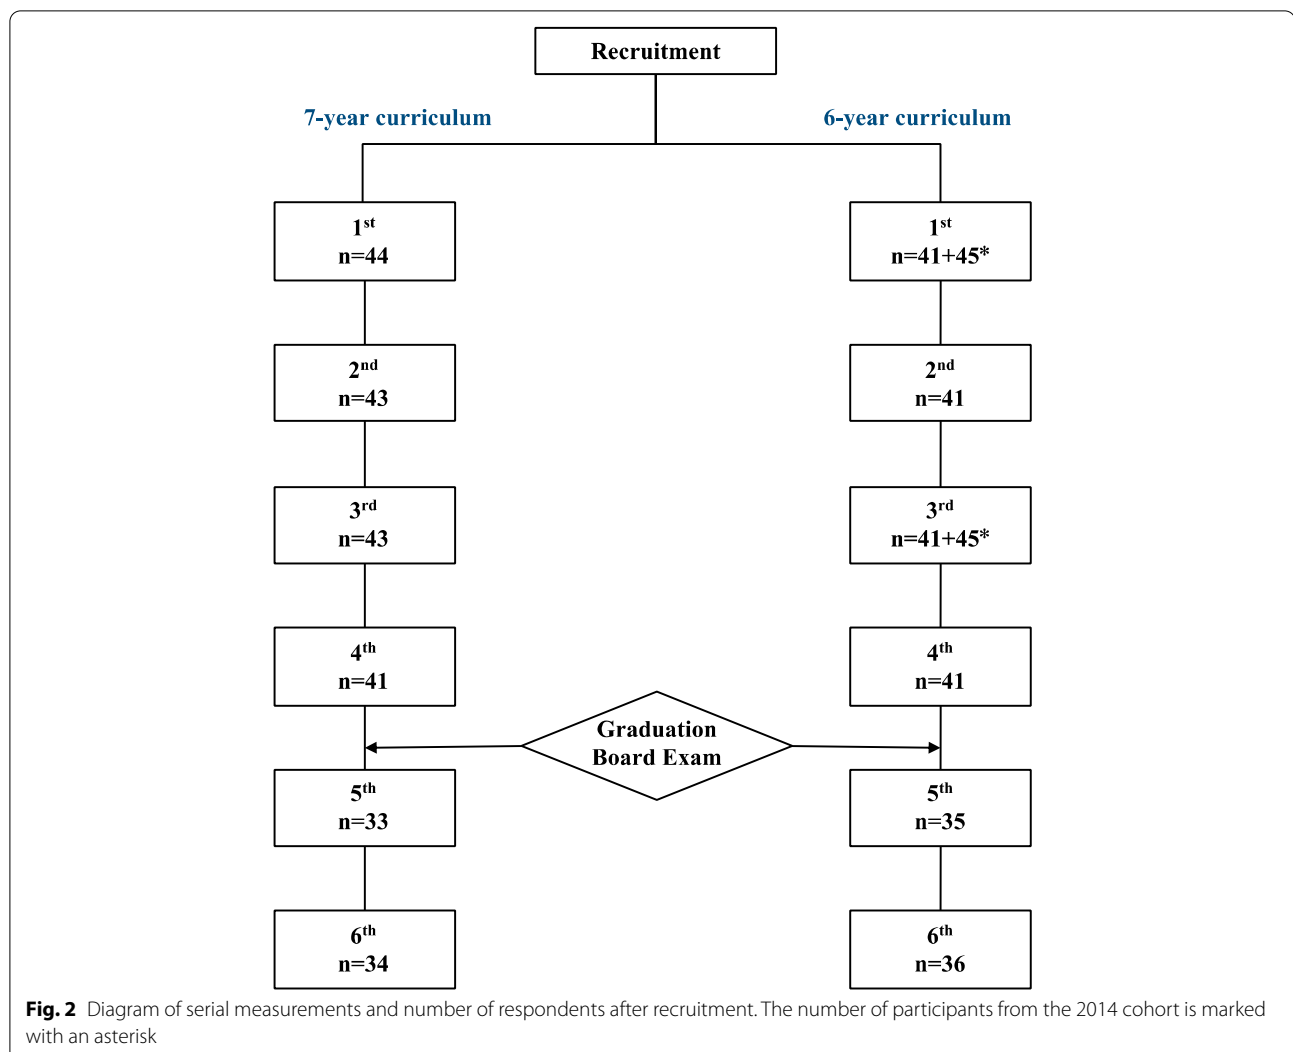 Recruitment
7-year curriculum
6-year curriculum
1st
n=44
1st
n=41+45*
2nd
n=43
2nd
n=41
3rd
n=43
3rd
n=41+45*
4th
n=41
4th
n=41
Graduation
Board Exam
5th
n=33
5th
n=35
6th
n=34
6th
n=36
Fig. 2 Diagram of serial measurements and number of respondents after recruitment. The number of participants from the 2014 cohort is marked
with an asterisk